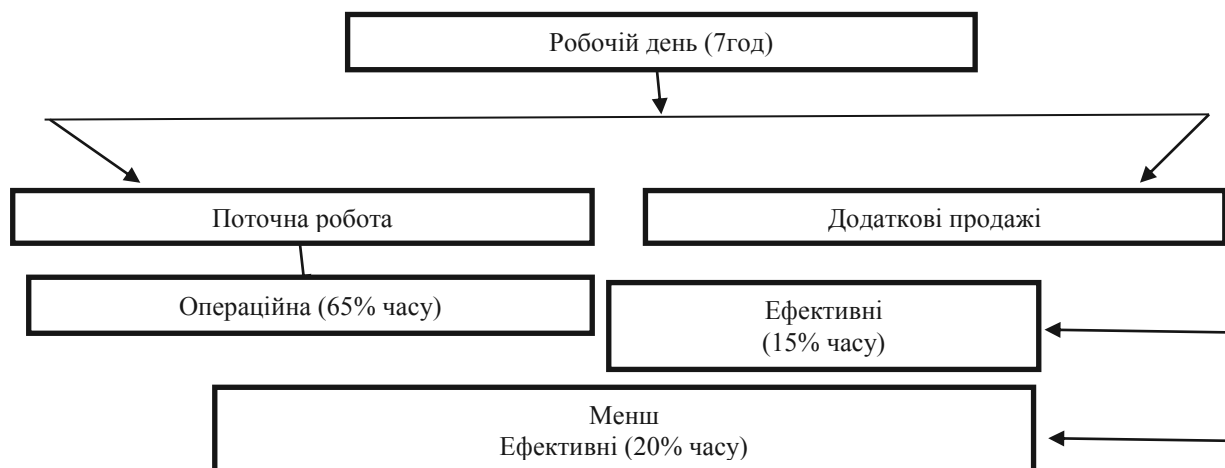 Робочій день (7год)
Поточна робота
Додаткові продажі
Операційна (65% часу)
Ефективні
(15% часу)
Менш
Ефективні (20% часу)